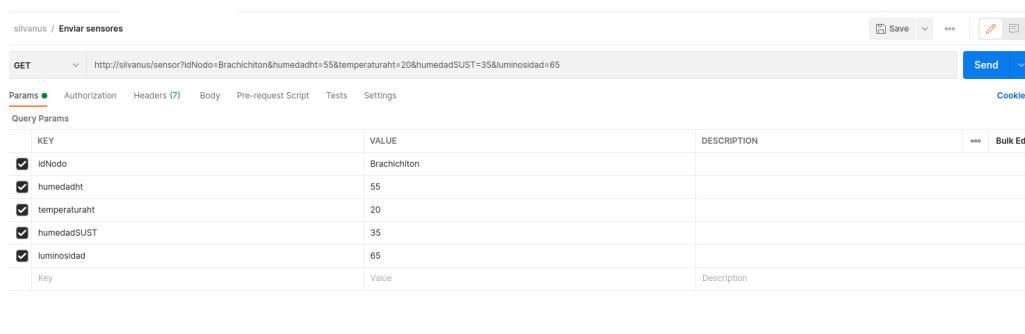 silvanus / Enviar sensores
Save
GET http://silvanus/sensor?idNodo=Brachichiton&humedadht=55&temperaturaht=20&humedadSUST=35&luminosidad=65 Send
Params Authorization Headers (7) Body Pre-request Script Tests Settings Cookie
Query Params
KEY VALUE DESCRIPTION Bulk Ed
idNodo Brachichiton
humedadht 55
temperaturaht 20
humedadSUST 35
luminosidad 65
Key Value Description